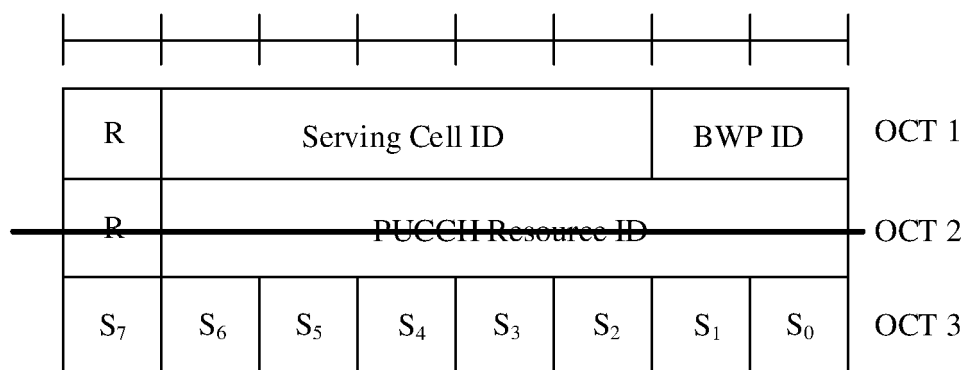 R Serving Cell ID BWP ID OCT 1
R PUCCH Resource ID OCT 2
S₇ S₆ S₅ S₄ S₃ S₂ S₁ S₀ OCT 3